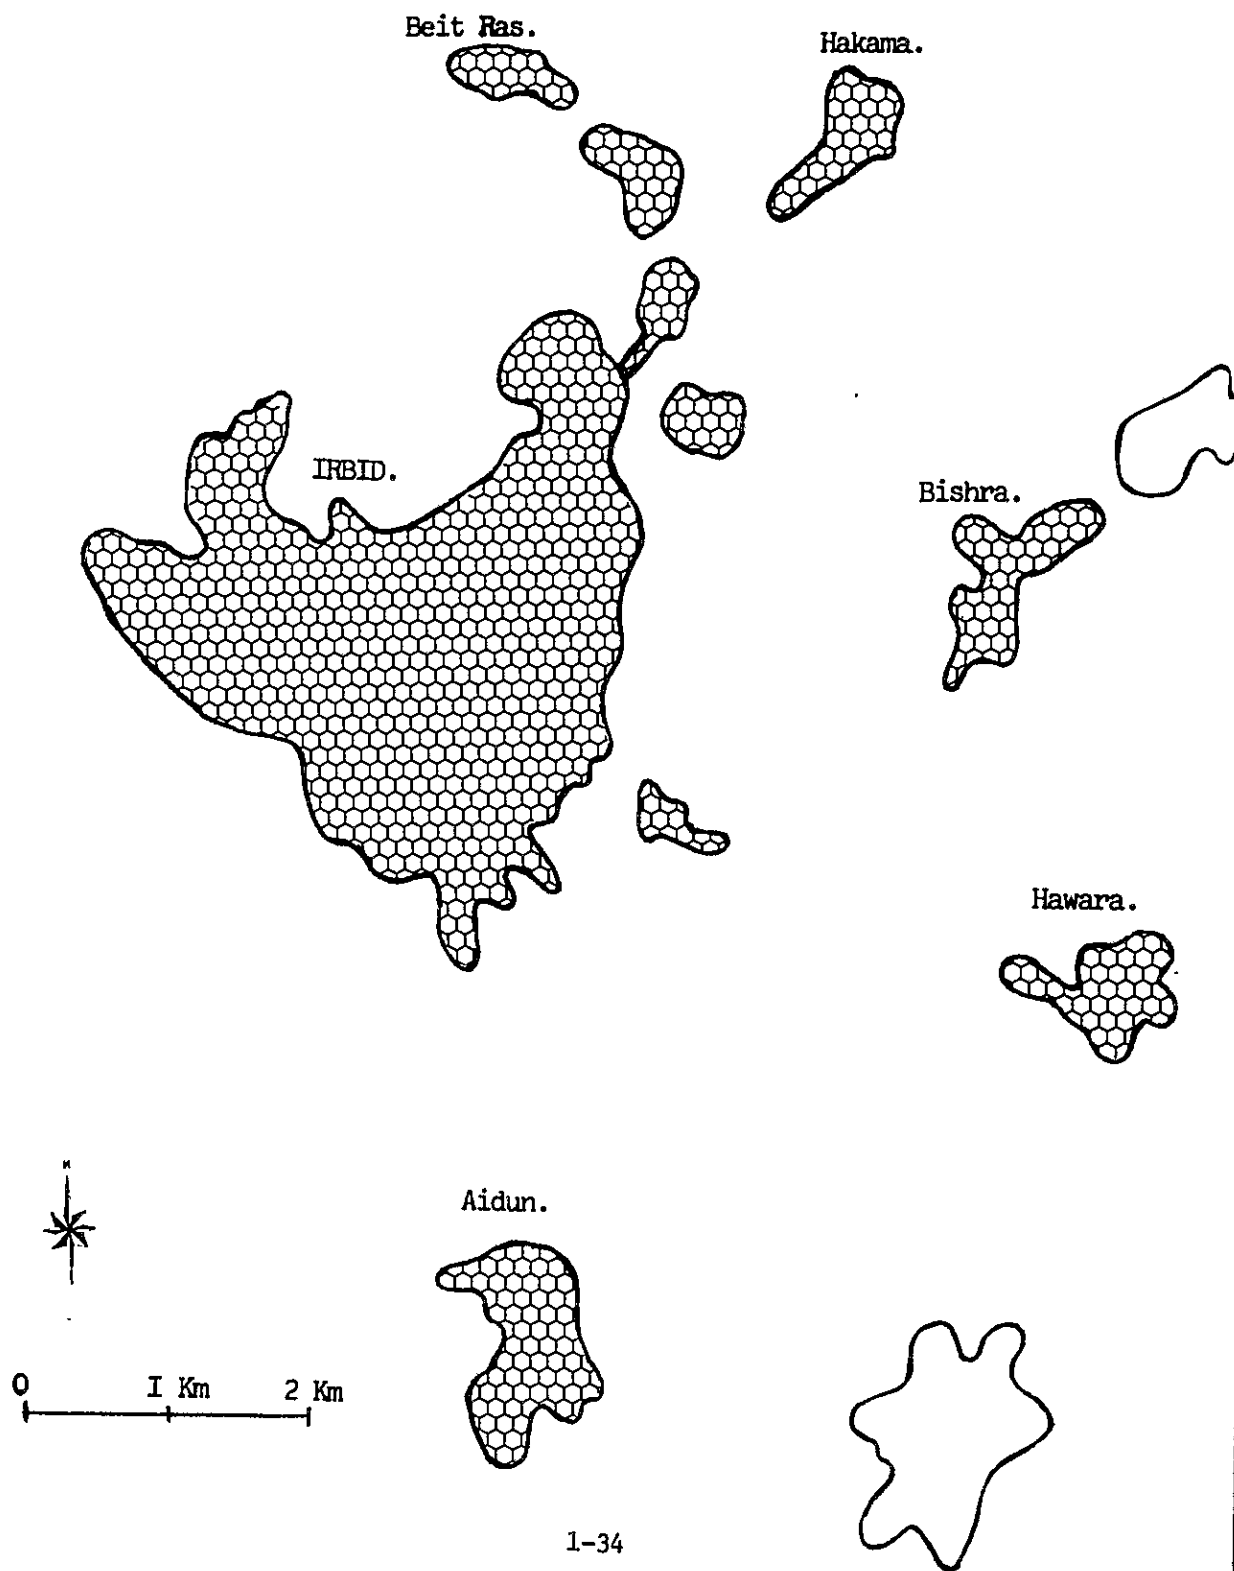 Beit Ras.
Hakama.
IRBID.
Bishra.
Hawara.
N
Aidun.
0 I Km 2 Km
1-34